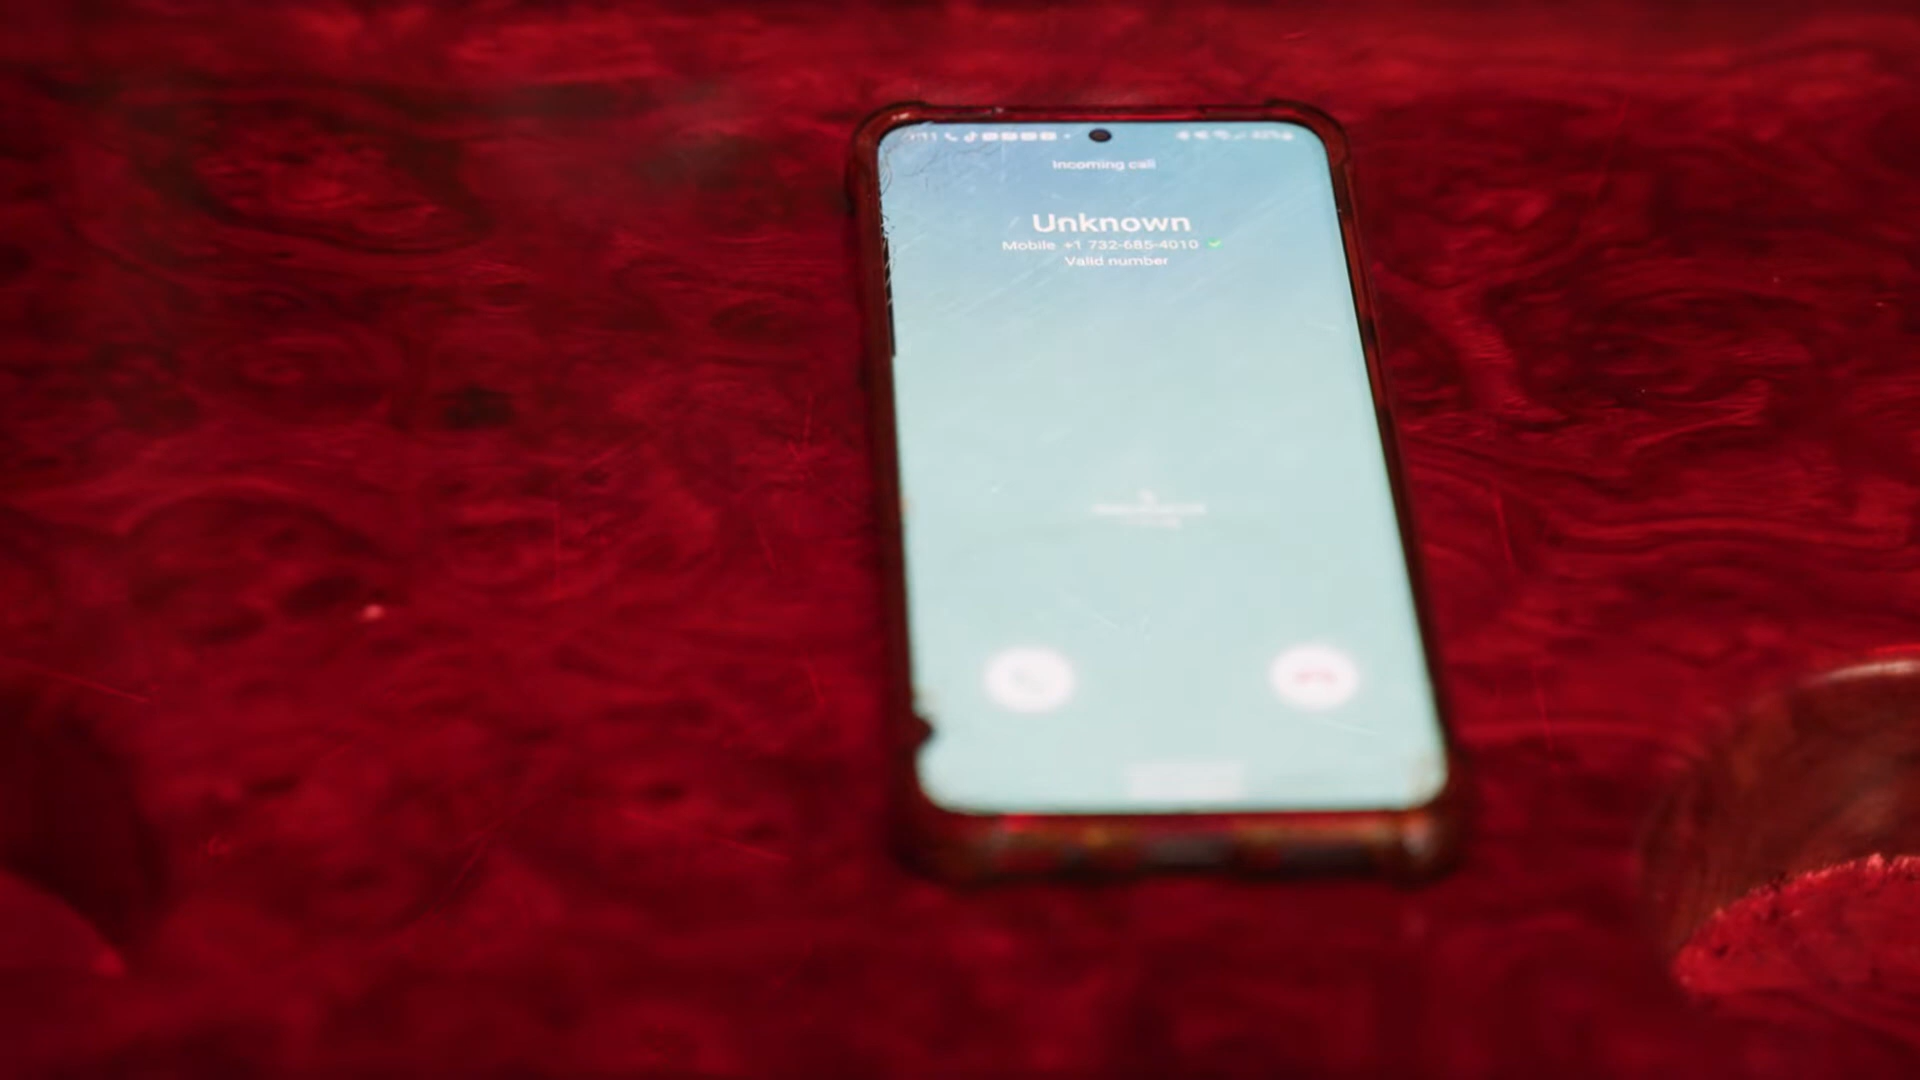 Incoming call
Unknown
Mobile +1 732-685-4010
Valid number